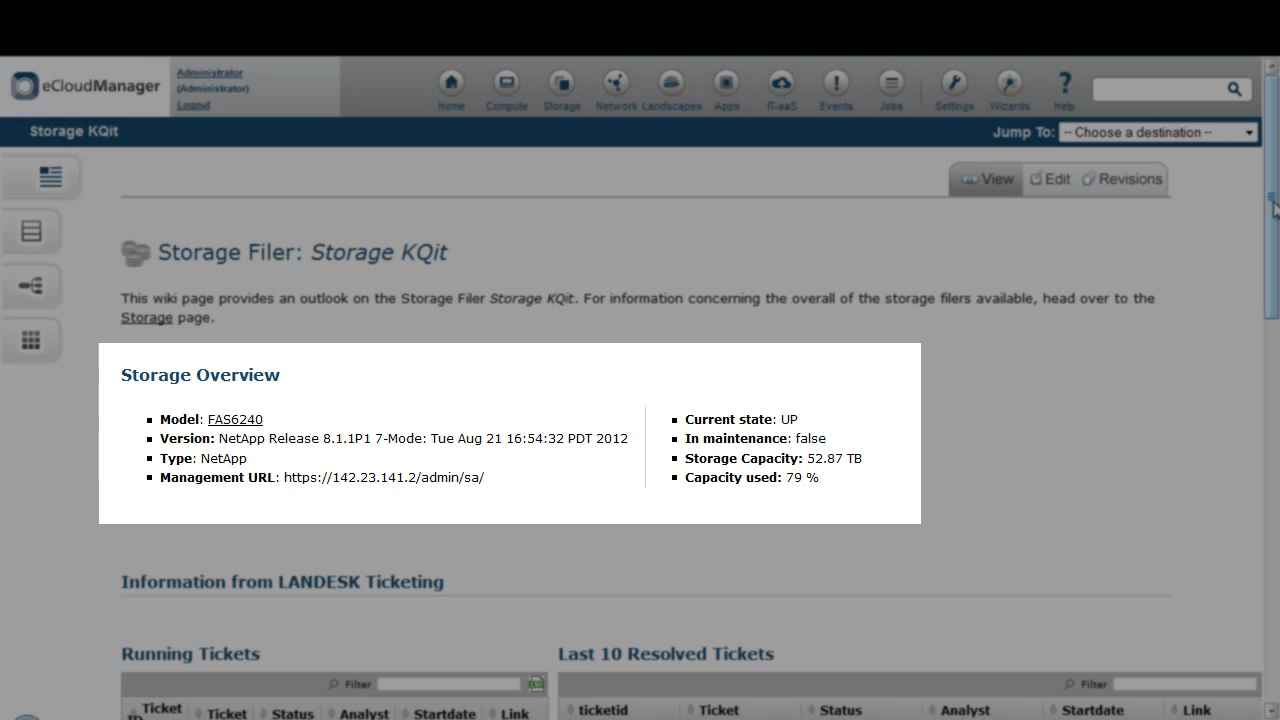 eCloudManager
Administrator
(Administrator)
Logout
Home Compute Storage Network Landscapes Apps IT-aaS Events Jobs Settings Wizards Help
Storage KQit
Jump To: -- Choose a destination --
View Edit Revisions
Storage Filer: Storage KQit
This wiki page provides an outlook on the Storage Filer Storage KQit. For information concerning the overall of the storage filers available, head over to the
Storage page.
Storage Overview
Model: FAS6240
Version: NetApp Release 8.1.1P1 7-Mode: Tue Aug 21 16:54:32 PDT 2012
Type: NetApp
Management URL: https://142.23.141.2/admin/sa/
Current state: UP
In maintenance: false
Storage Capacity: 52.87 TB
Capacity used: 79 %
Information from LANDESK Ticketing
Running Tickets
Filter
Ticket ID Ticket Status Analyst Startdate Link
Last 10 Resolved Tickets
Filter
ticketid Ticket Status Analyst Startdate Link